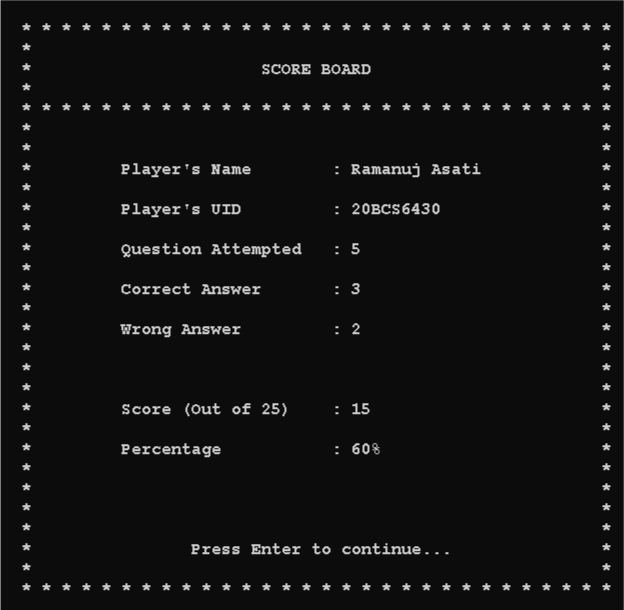 * * * * * * * * * * * * * * * * * * * * * * * * * * * * * *
* *
* SCORE BOARD *
* *
* * * * * * * * * * * * * * * * * * * * * * * * * * * * * *
* *
* *
* Player's Name : Ramanuj Asati *
* *
* Player's UID : 20BCS6430 *
* *
* Question Attempted : 5 *
* *
* Correct Answer : 3 *
* *
* Wrong Answer : 2 *
* *
* *
* *
* Score (Out of 25) : 15 *
* *
* Percentage : 60% *
* *
* *
* *
* *
* Press Enter to continue... *
* *
* * * * * * * * * * * * * * * * * * * * * * * * * * * * * *